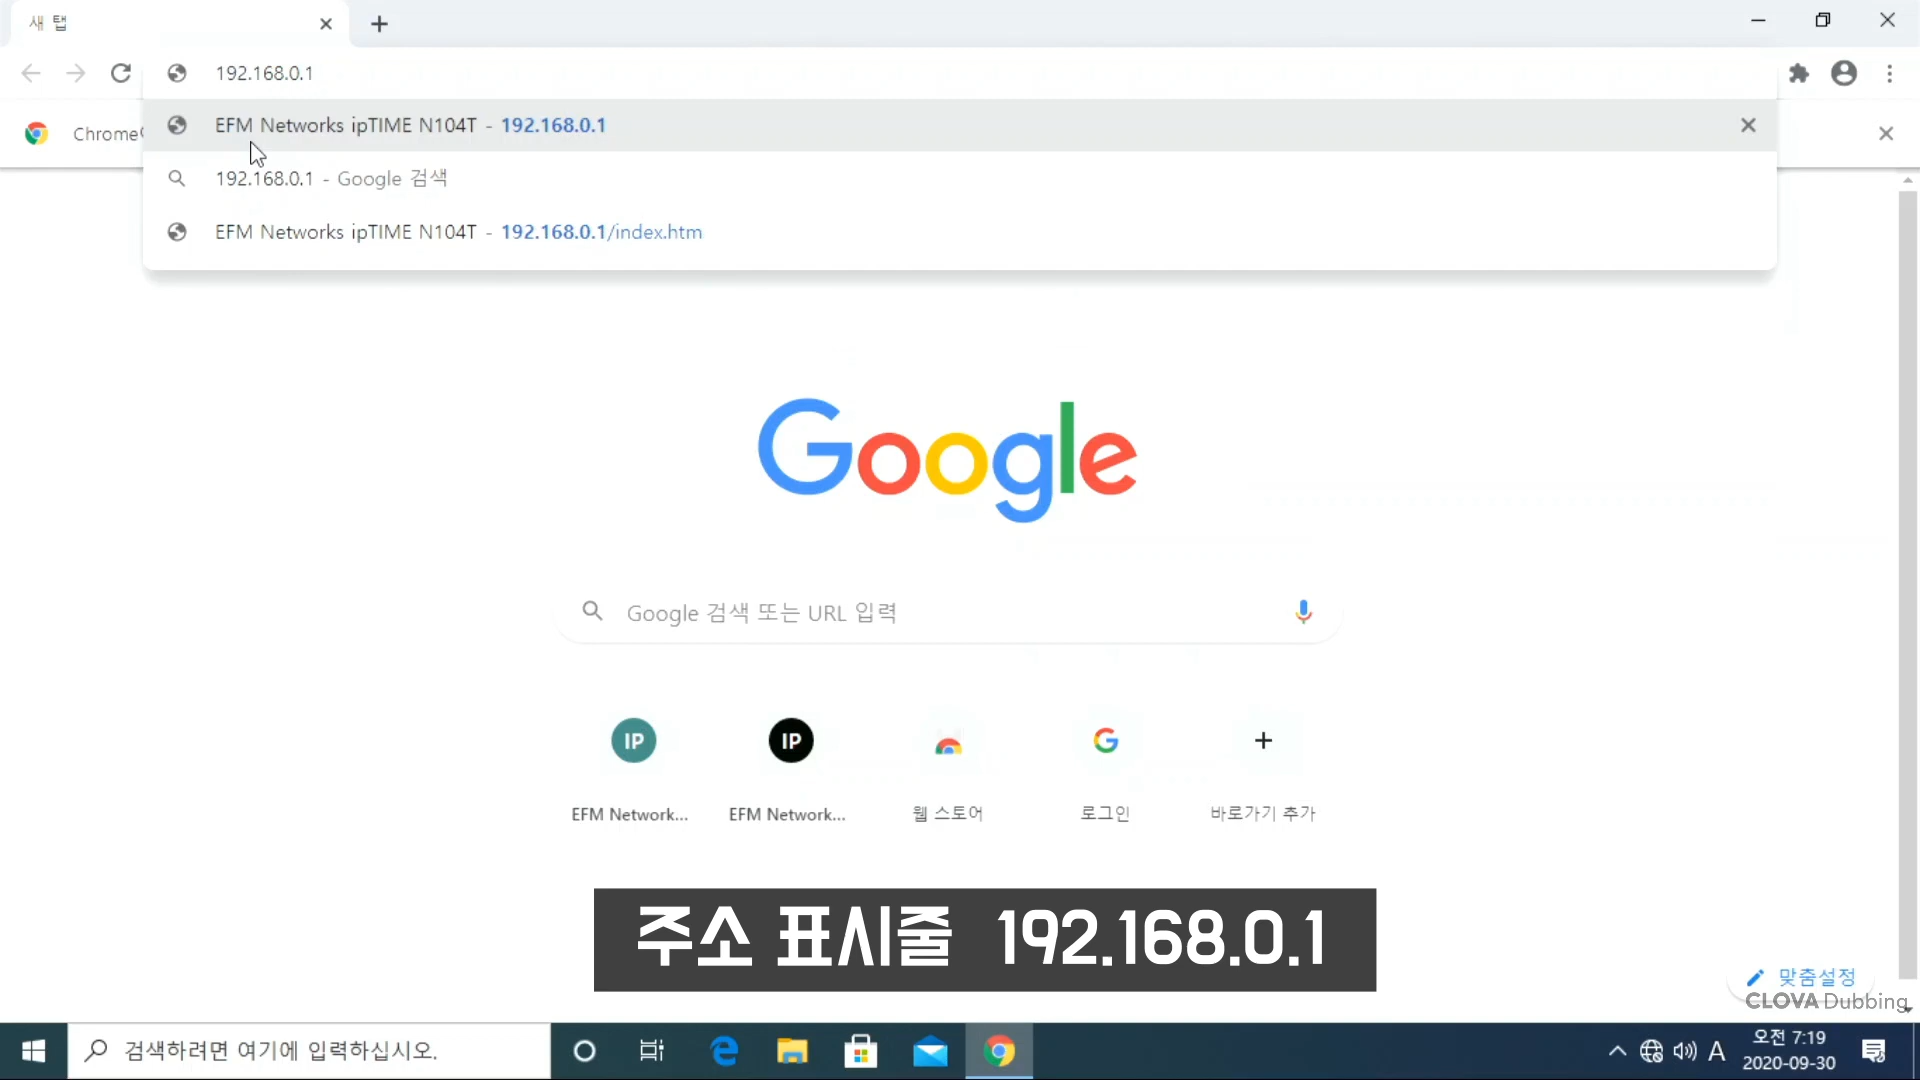 새 탭
192.168.0.1
EFM Networks ipTIME N104T - 192.168.0.1
Chrome
192.168.0.1 - Google 검색
EFM Networks ipTIME N104T - 192.168.0.1/index.htm
Google
Google 검색 또는 URL 입력
IP
IP
EFM Network...
EFM Network...
웹 스토어
로그인
바로가기 추가
주소 표시줄 192.168.0.1
맞춤설정
CLOVA Dubbing
검색하려면 여기에 입력하십시오.
A
오전 7:19
2020-09-30